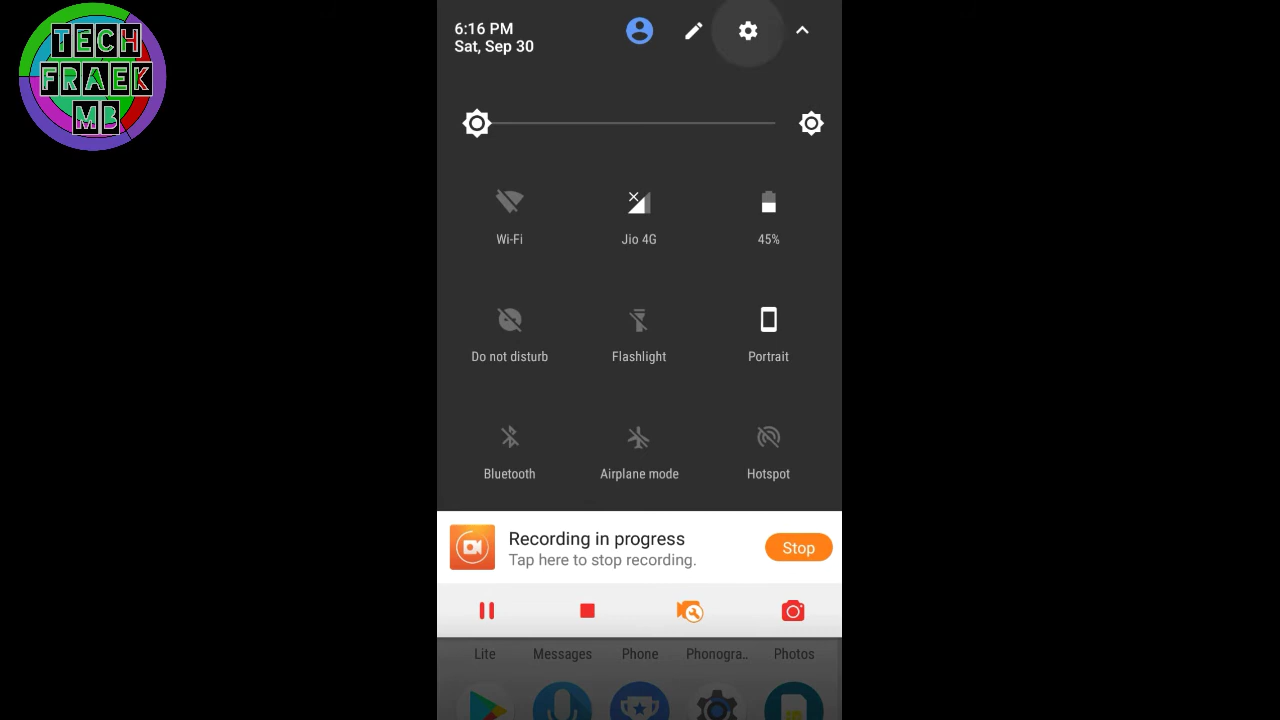 TECH
FRAEK
MB
6:16 PM
Sat, Sep 30
Wi-Fi
Jio 4G
45%
Do not disturb
Flashlight
Portrait
Bluetooth
Airplane mode
Hotspot
Recording in progress
Tap here to stop recording.
Stop
Lite
Messages
Phone
Phonogra..
Photos